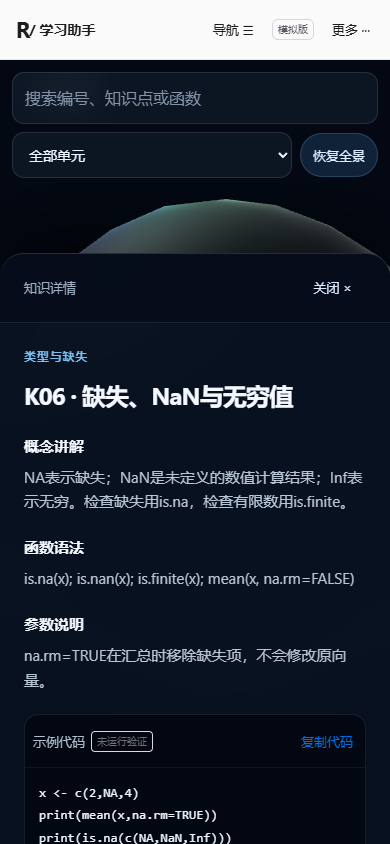 R/ 学习助手
导航 ☰
模拟版
更多 ···
搜索编号、知识点或函数
全部单元
恢复全景
知识详情
关闭 ×
类型与缺失
K06 · 缺失、NaN与无穷值
概念讲解
NA表示缺失；NaN是未定义的数值计算结果；Inf表
示无穷。检查缺失用is.na，检查有限数用is.finite。
函数语法
is.na(x); is.nan(x); is.finite(x); mean(x, na.rm=FALSE)
参数说明
na.rm=TRUE在汇总时移除缺失项，不会修改原向
量。
示例代码
未运行验证
复制代码
x <- c(2,NA,4)
print(mean(x,na.rm=TRUE))
print(is.na(c(NA,NaN,Inf)))